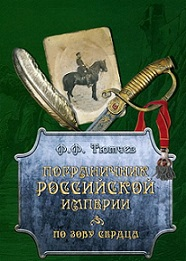 Ф.Ф. Тютчев
ПОГРАНИЧНИК
РОССИЙСКОЙ
ИМПЕРИИ
ПО ЗОВУ СЕРДЦА